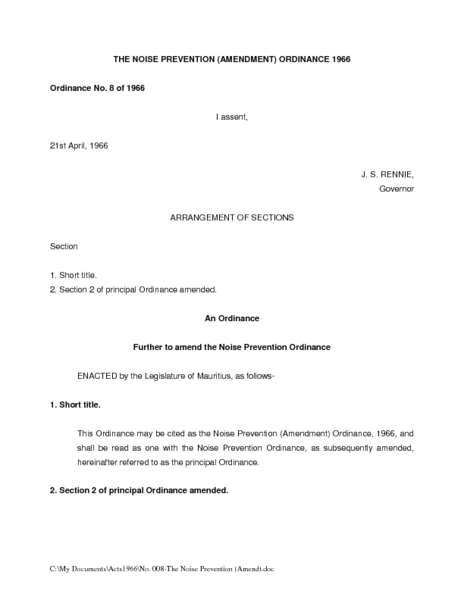 THE NOISE PREVENTION (AMENDMENT) ORDINANCE 1966
Ordinance No. 8 of 1966
I assent,
21st April, 1966
J. S. RENNIE,
Governor
ARRANGEMENT OF SECTIONS
Section
1. Short title.
2. Section 2 of principal Ordinance amended.
An Ordinance
Further to amend the Noise Prevention Ordinance
ENACTED by the Legislature of Mauritius, as follows-
1. Short title.
This Ordinance may be cited as the Noise Prevention (Amendment) Ordinance, 1966, and
shall be read as one with the Noise Prevention Ordinance, as subsequently amended,
hereinafter referred to as the principal Ordinance.
2. Section 2 of principal Ordinance amended.
C:\My Documents\Acts1966\No. 008-The Noise Prevention (Amendt.doc